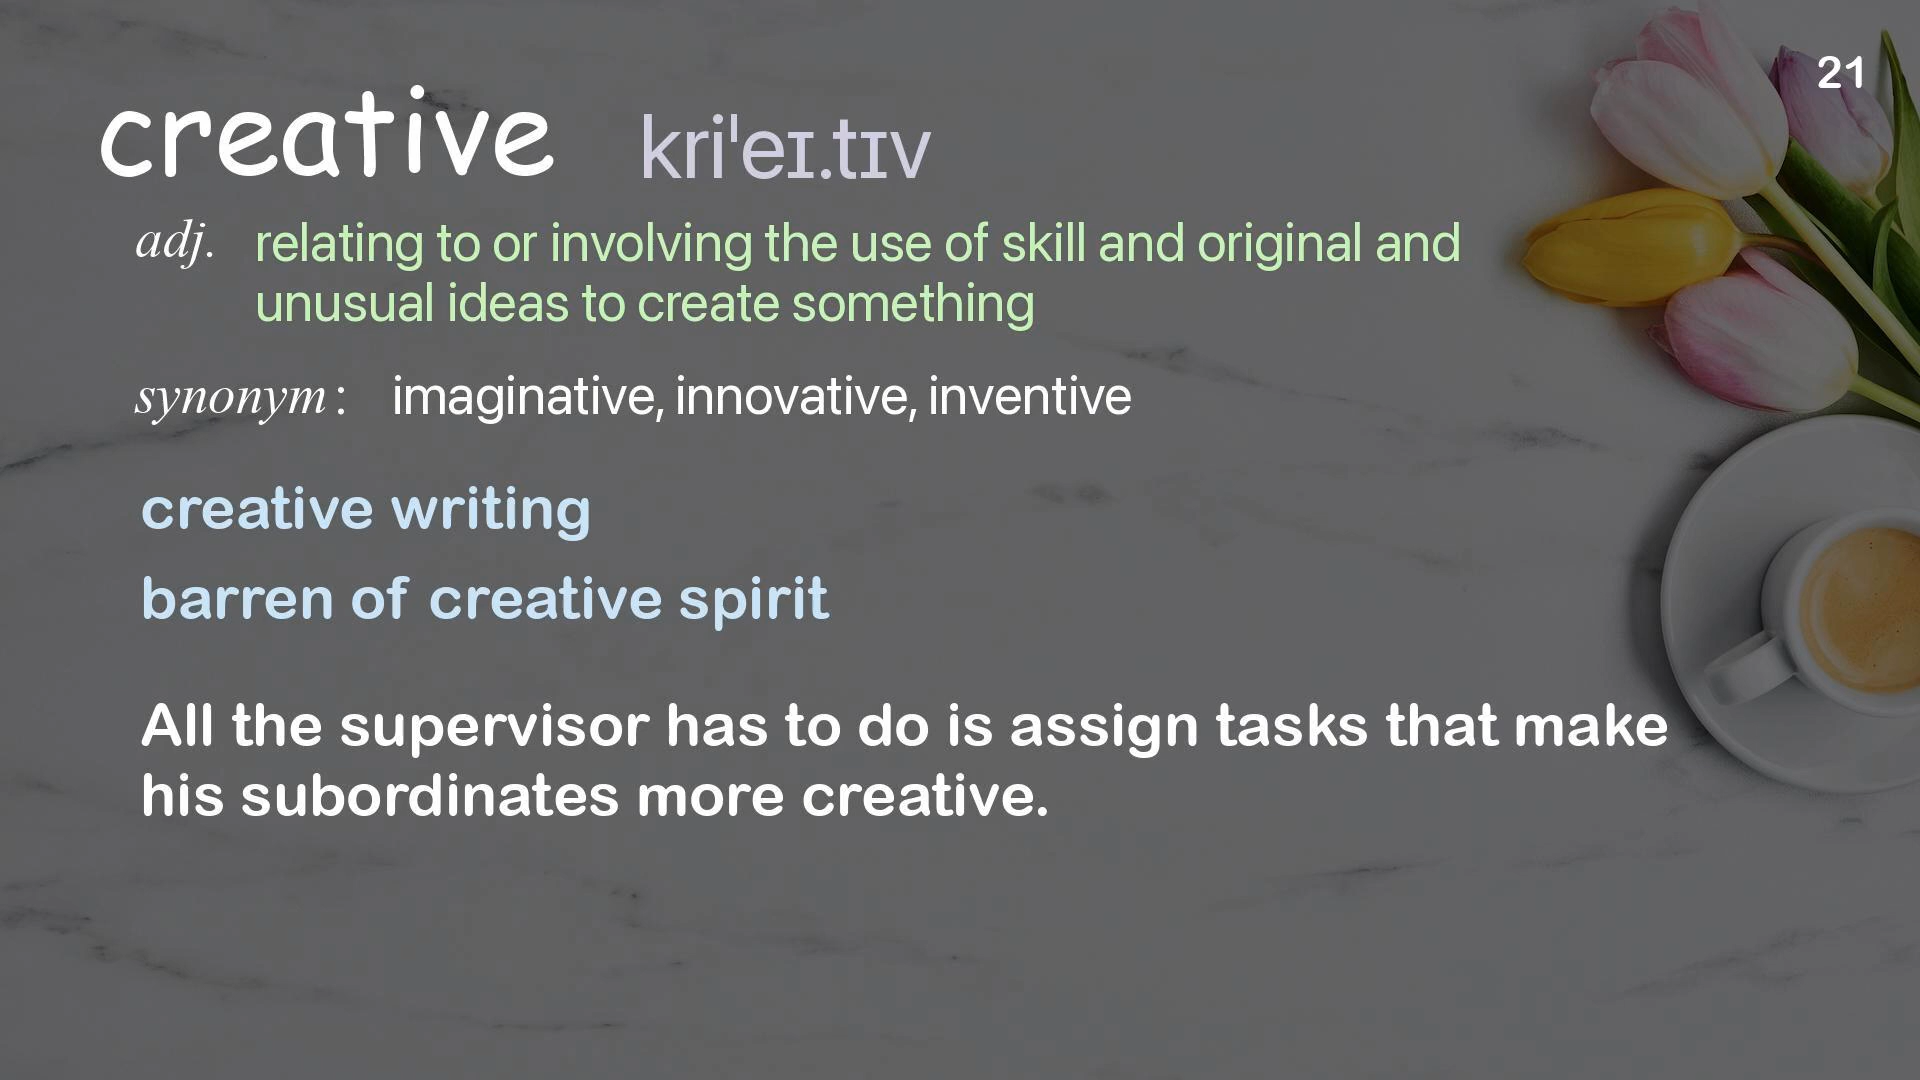 21
creative kriˈeɪ.tɪv
adj. relating to or involving the use of skill and original and
unusual ideas to create something
synonym : imaginative, innovative, inventive
creative writing
barren of creative spirit
All the supervisor has to do is assign tasks that make
his subordinates more creative.